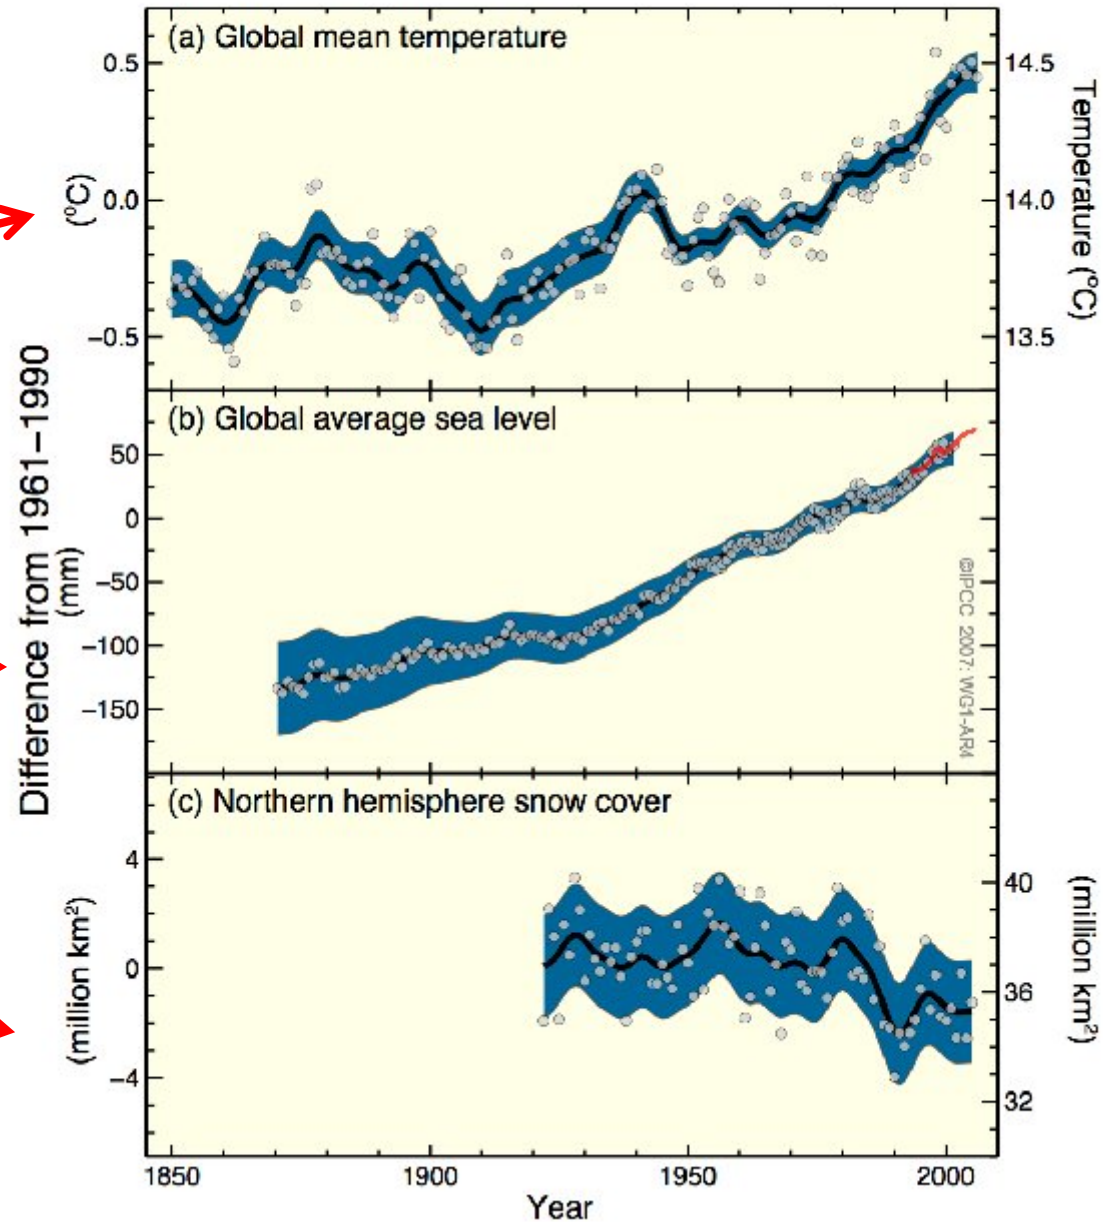 (a) Global mean temperature
0.5
0.0
−0.5
(°C)
14.5
14.0
13.5
Temperature (°C)
Difference from 1961−1990
(b) Global average sea level
50
0
−50
−100
−150
(mm)
©IPCC 2007: WG1-AR4
(c) Northern hemisphere snow cover
4
0
−4
(million km²)
40
36
32
(million km²)
1850
1900
1950
2000
Year